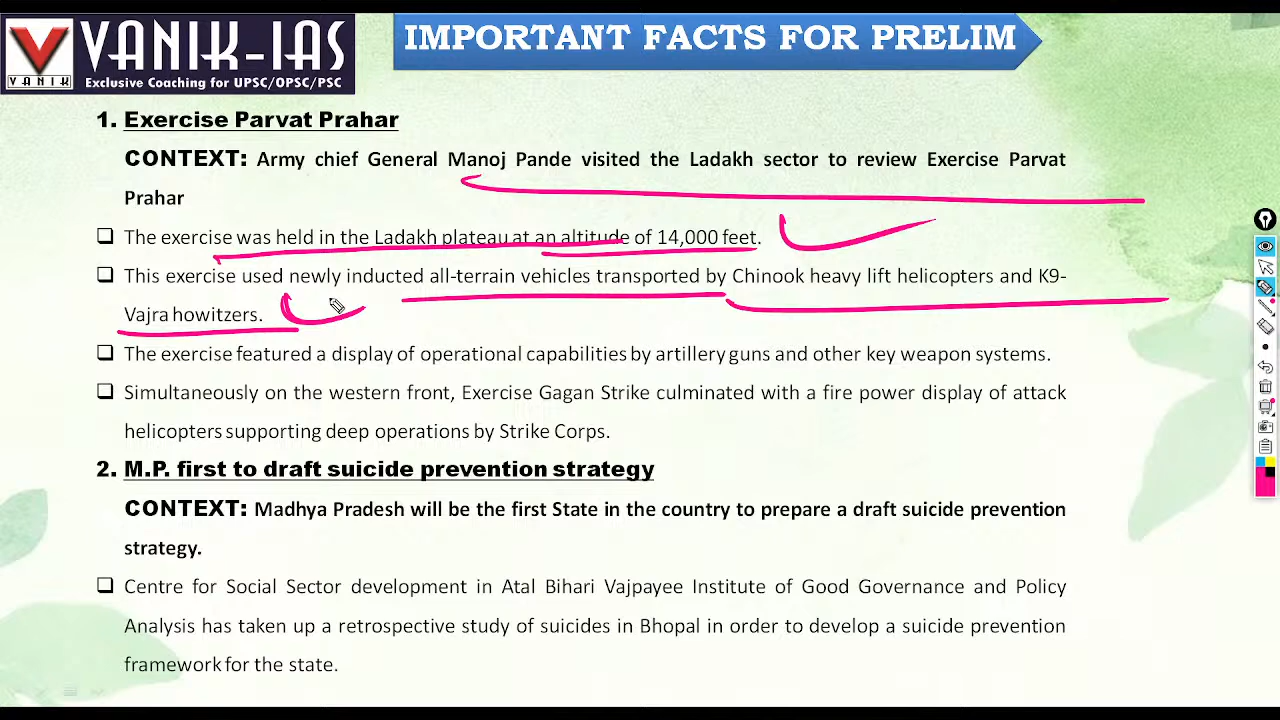 VANIK-IAS
VANIK
Exclusive Coaching for UPSC/OPSC/PSC
IMPORTANT FACTS FOR PRELIM
1. Exercise Parvat Prahar
CONTEXT: Army chief General Manoj Pande visited the Ladakh sector to review Exercise Parvat
Prahar
❑ The exercise was held in the Ladakh plateau at an altitude of 14,000 feet.
❑ This exercise used newly inducted all-terrain vehicles transported by Chinook heavy lift helicopters and K9-
Vajra howitzers.
❑ The exercise featured a display of operational capabilities by artillery guns and other key weapon systems.
❑ Simultaneously on the western front, Exercise Gagan Strike culminated with a fire power display of attack
helicopters supporting deep operations by Strike Corps.
2. M.P. first to draft suicide prevention strategy
CONTEXT: Madhya Pradesh will be the first State in the country to prepare a draft suicide prevention
strategy.
❑ Centre for Social Sector development in Atal Bihari Vajpayee Institute of Good Governance and Policy
Analysis has taken up a retrospective study of suicides in Bhopal in order to develop a suicide prevention
framework for the state.